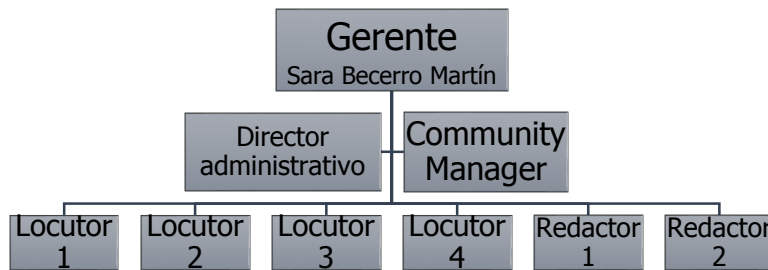 Gerente
Sara Becerro Martín
Director
administrativo
Community
Manager
Locutor
1
Locutor
2
Locutor
3
Locutor
4
Redactor
1
Redactor
2